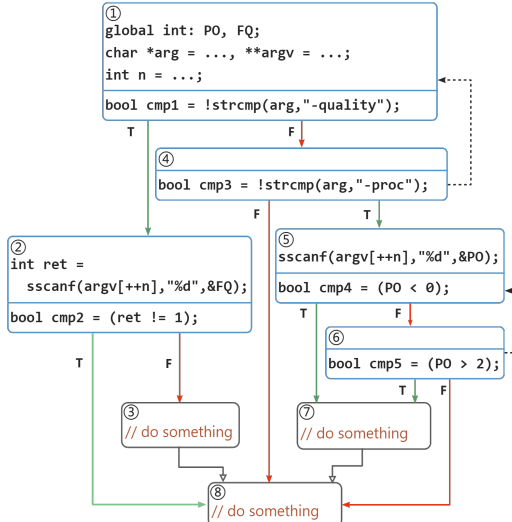 ①
global int: PO, FQ;
char *arg = ..., **argv = ...;
int n = ...;
bool cmp1 = !strcmp(arg,"-quality");
T
F
④
bool cmp3 = !strcmp(arg,"-proc");
F
T
②
int ret =
sscanf(argv[++n],"%d",&FQ);
bool cmp2 = (ret != 1);
⑤
sscanf(argv[++n],"%d",&PO);
bool cmp4 = (PO < 0);
T
F
T
F
⑥
bool cmp5 = (PO > 2);
T
F
③
// do something
⑦
// do something
⑧
// do something